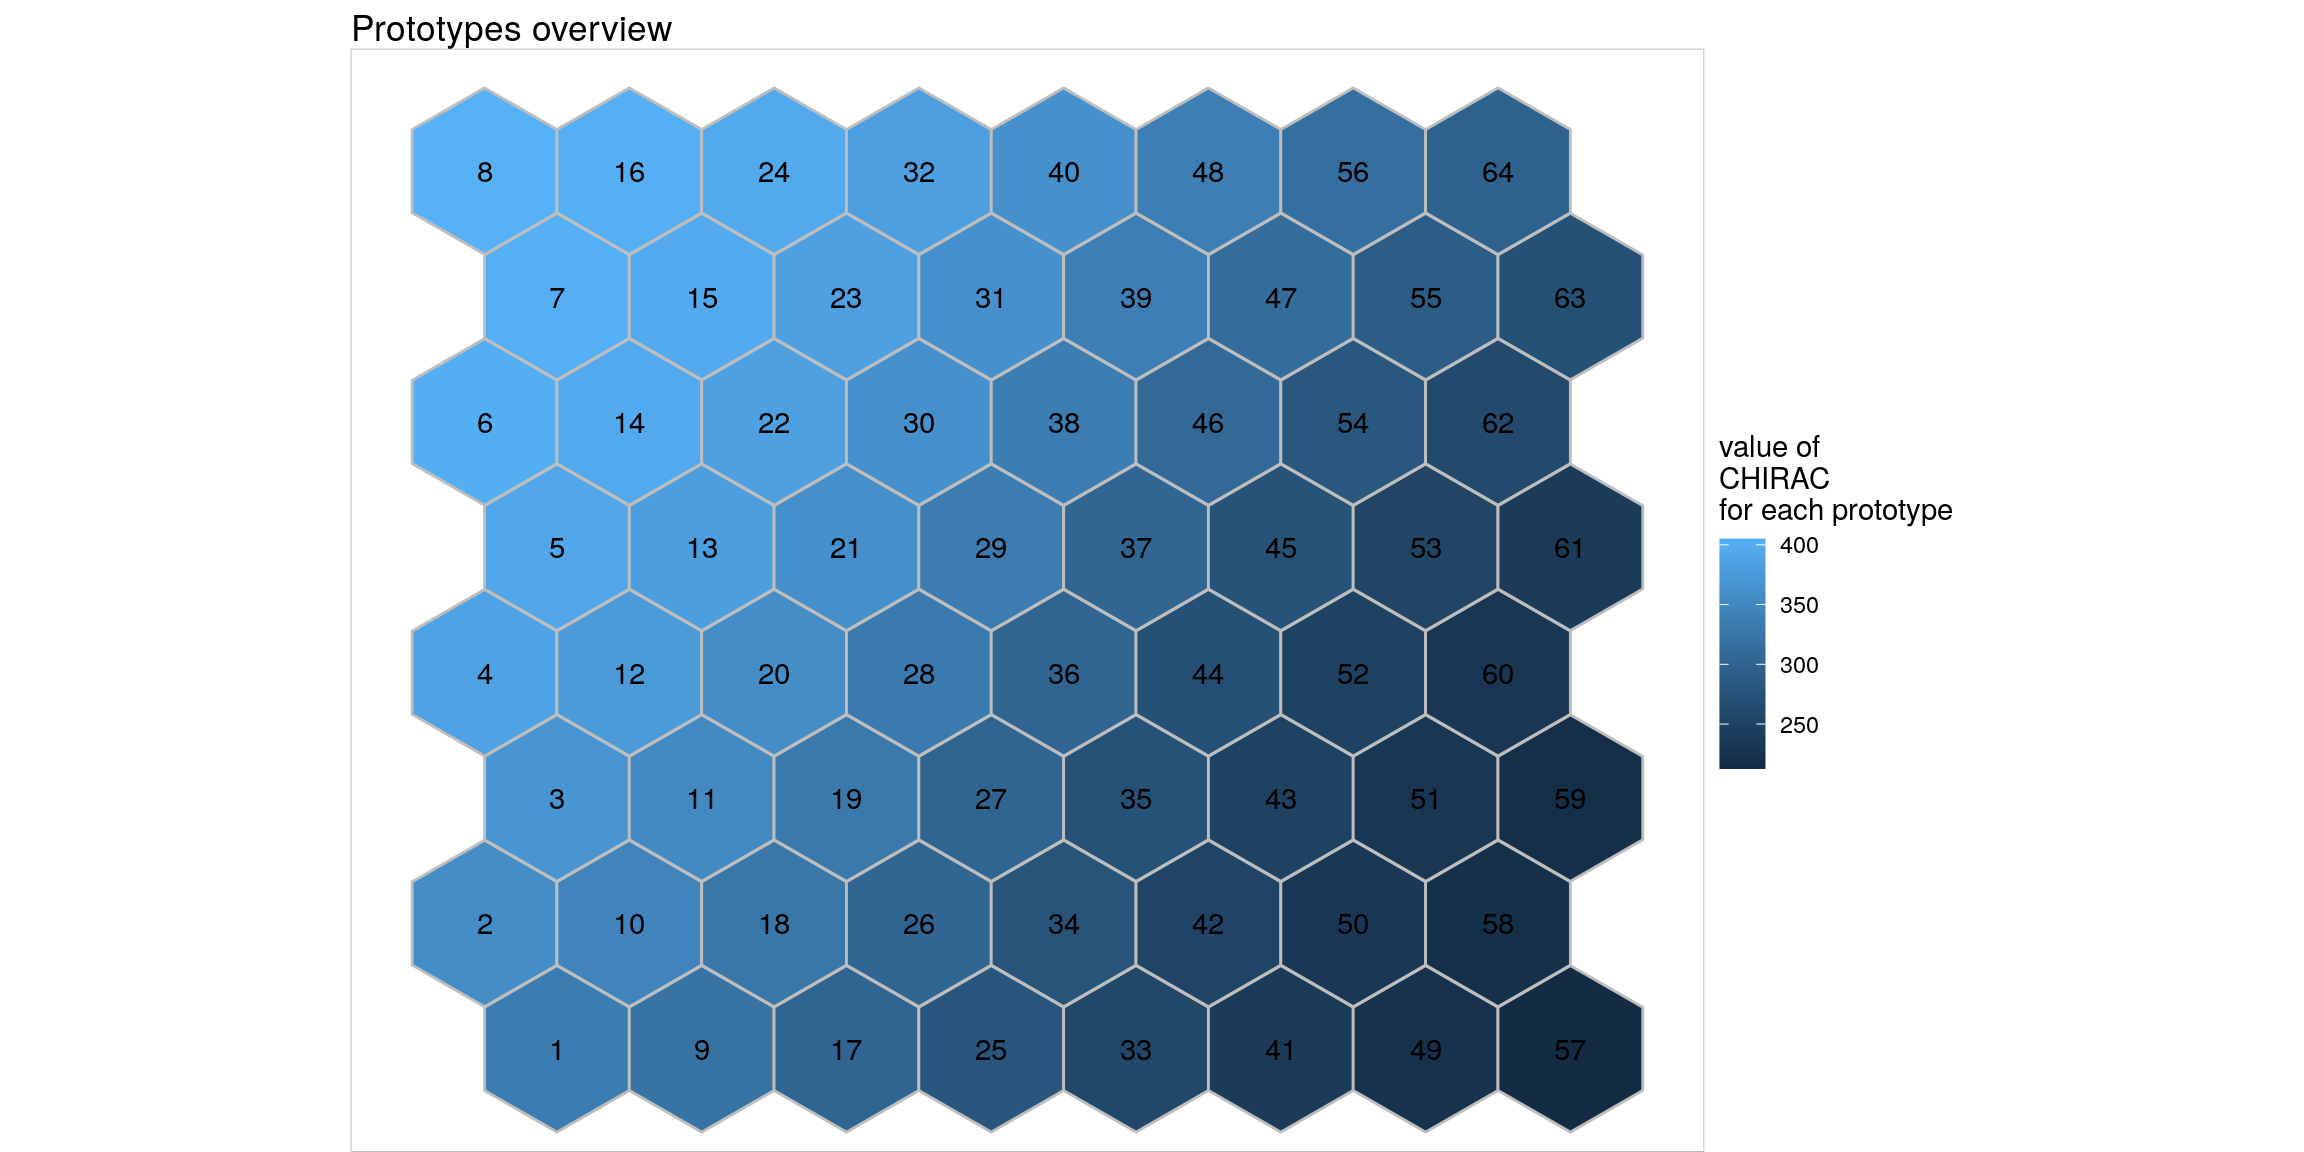 Prototypes overview
8 16 24 32 40 48 56 64
7 15 23 31 39 47 55 63
6 14 22 30 38 46 54 62
5 13 21 29 37 45 53 61
4 12 20 28 36 44 52 60
3 11 19 27 35 43 51 59
2 10 18 26 34 42 50 58
1 9 17 25 33 41 49 57
value of
CHIRAC
for each prototype
400
350
300
250